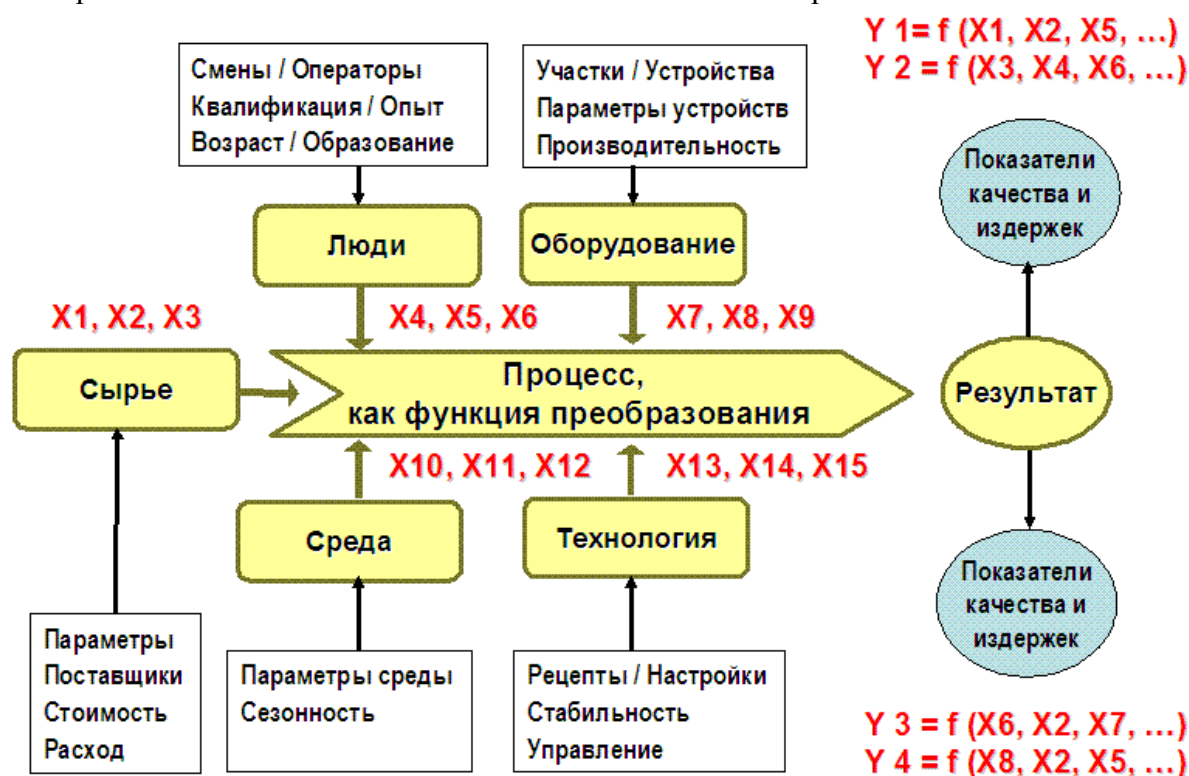 Y 1= f (X1, X2, X5, ...)
Y 2 = f (X3, X4, X6, ...)
Смены / Операторы
Квалификация / Опыт
Возраст / Образование
Участки / Устройства
Параметры устройств
Производительность
Показатели
качества и
издержек
Люди
Оборудование
X1, X2, X3
X4, X5, X6
X7, X8, X9
Сырье
Процесс,
как функция преобразования
Результат
X10, X11, X12
X13, X14, X15
Среда
Технология
Показатели
качества и
издержек
Параметры
Поставщики
Стоимость
Расход
Параметры среды
Сезонность
Рецепты / Настройки
Стабильность
Управление
Y 3 = f (X6, X2, X7, ...)
Y 4 = f (X8, X2, X5, ...)